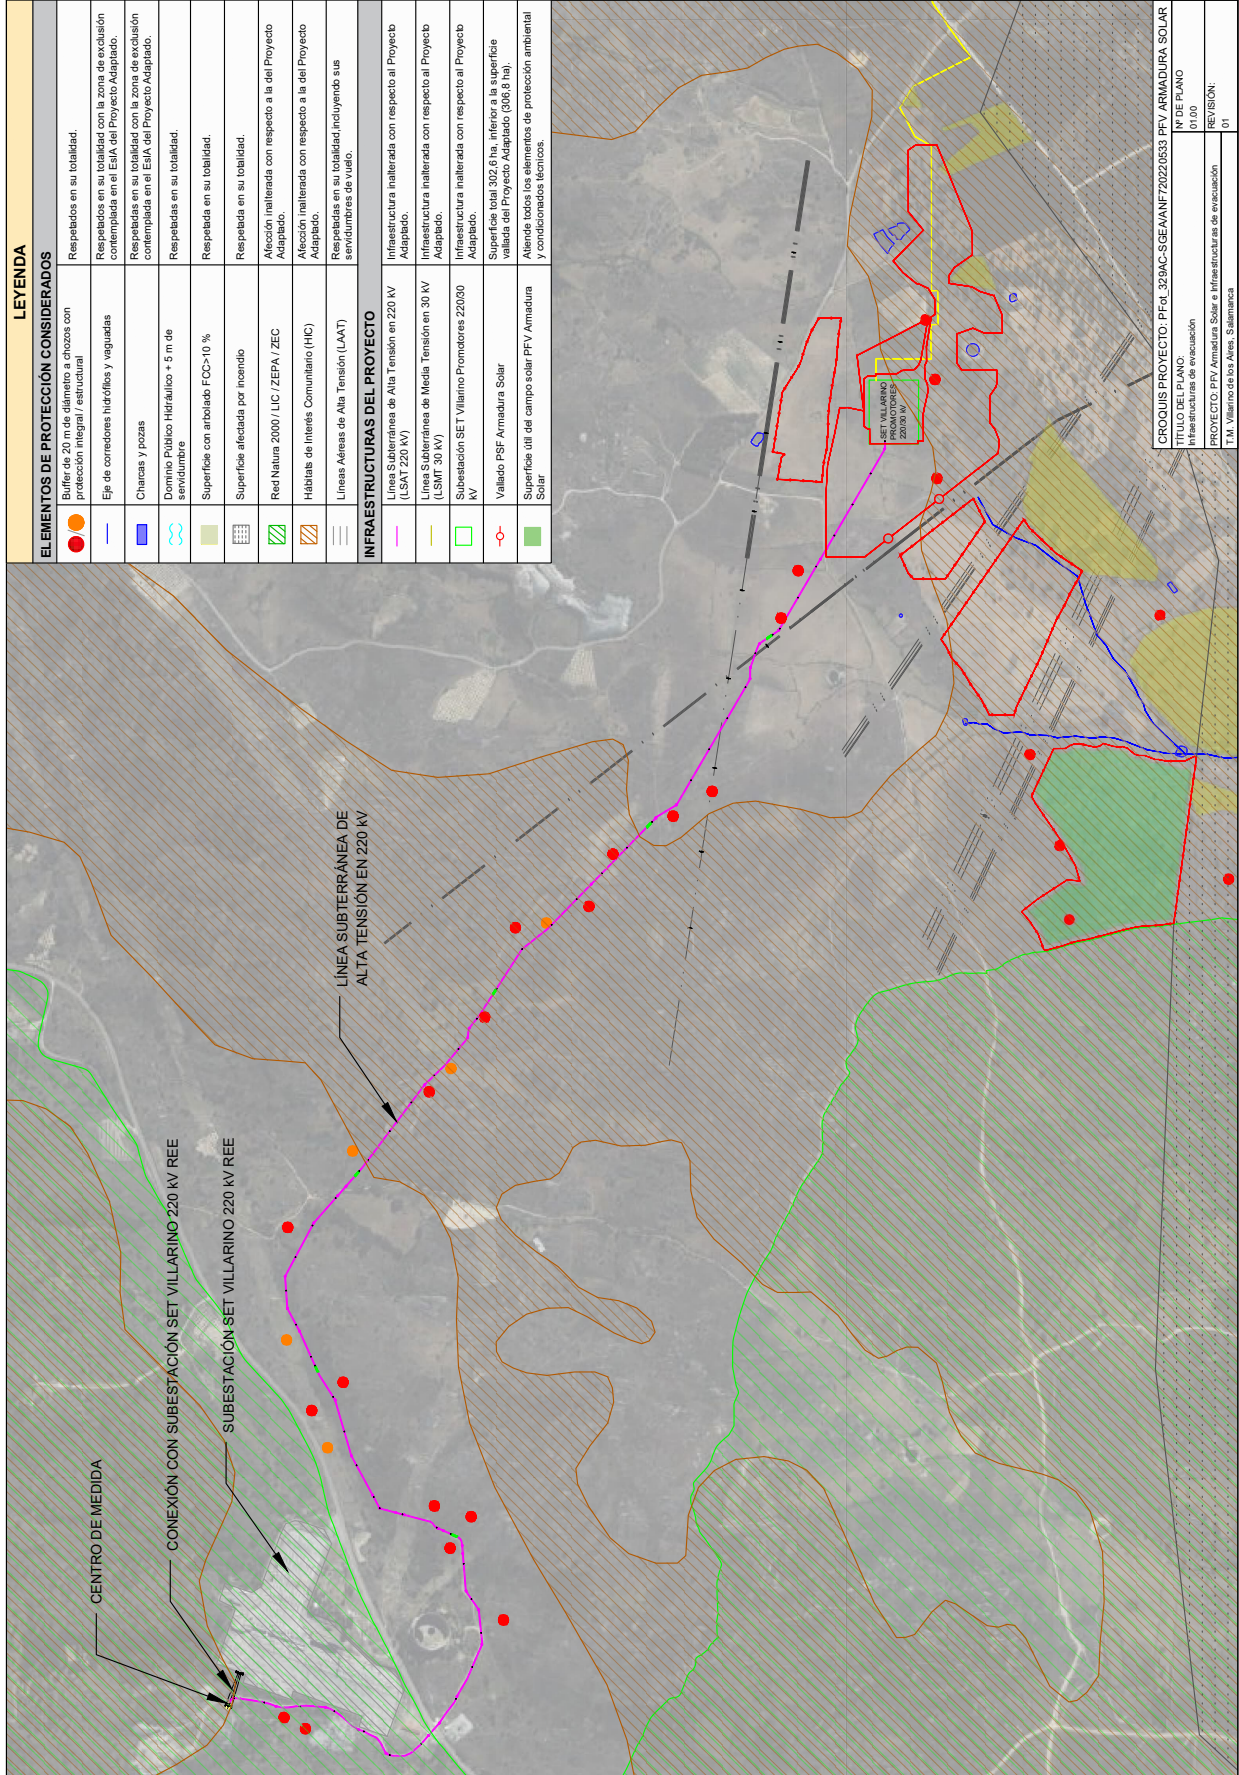 LEYENDA
ELEMENTOS DE PROTECCIÓN CONSIDERADOS
Buffer de 20 m de diámetro a chozos con
protección integral / estructural
Respetados en su totalidad.
Eje de corredores hidrófilos y vaguadas
Respetados en su totalidad con la zona de exclusión
contemplada en el EsIA del Proyecto Adaptado.
Charcas y pozas
Respetadas en su totalidad con la zona de exclusión
contemplada en el EsIA del Proyecto Adaptado.
Dominio Público Hidráulico + 5 m de
servidumbre
Respetadas en su totalidad.
Superficie con arbolado FCC>10 %
Respetada en su totalidad.
Superficie afectada por incendio
Respetada en su totalidad.
Red Natura 2000 / LIC / ZEPA / ZEC
Afección inalterada con respecto a la del Proyecto
Adaptado.
Hábitats de Interés Comunitario (HIC)
Afección inalterada con respecto a la del Proyecto
Adaptado.
Líneas Aéreas de Alta Tensión (LAAT)
Respetadas en su totalidad,incluyendo sus
servidumbres de vuelo.
INFRAESTRUCTURAS DEL PROYECTO
Línea Subterránea de Alta Tensión en 220 kV
(LSAT 220 kV)
Infraestructura inalterada con respecto al Proyecto
Adaptado.
Línea Subterránea de Media Tensión en 30 kV
(LSMT 30 kV)
Infraestructura inalterada con respecto al Proyecto
Adaptado.
Subestación SET Villarino Promotores 220/30
kV
Infraestructura inalterada con respecto al Proyecto
Adaptado.
Vallado PSF Armadura Solar
Superficie total 302,6 ha, inferior a la superficie
vallada del Proyecto Adaptado (306,8 ha).
Superficie útil del campo solar PFV Armadura
Solar
Atiende todos los elementos de protección ambiental
y condicionados técnicos.
CENTRO DE MEDIDA
CONEXIÓN CON SUBESTACIÓN SET VILLARINO 220 kV REE
SUBESTACIÓN SET VILLARINO 220 kV REE
LÍNEA SUBTERRÁNEA DE
ALTA TENSIÓN EN 220 kV
SET VILLARINO
PROMOTORES
220/30 kV
CROQUIS PROYECTO: PFot_329AC-SGEA/ANF/20220533 PFV ARMADURA SOLAR
TÍTULO DEL PLANO:
Infraestructuras de evacuación
Nº DE PLANO
01.00
PROYECTO: PFV Armadura Solar e Infraestructuras de evacuación
T.M. Villarino de los Aires, Salamanca
REVISIÓN:
01